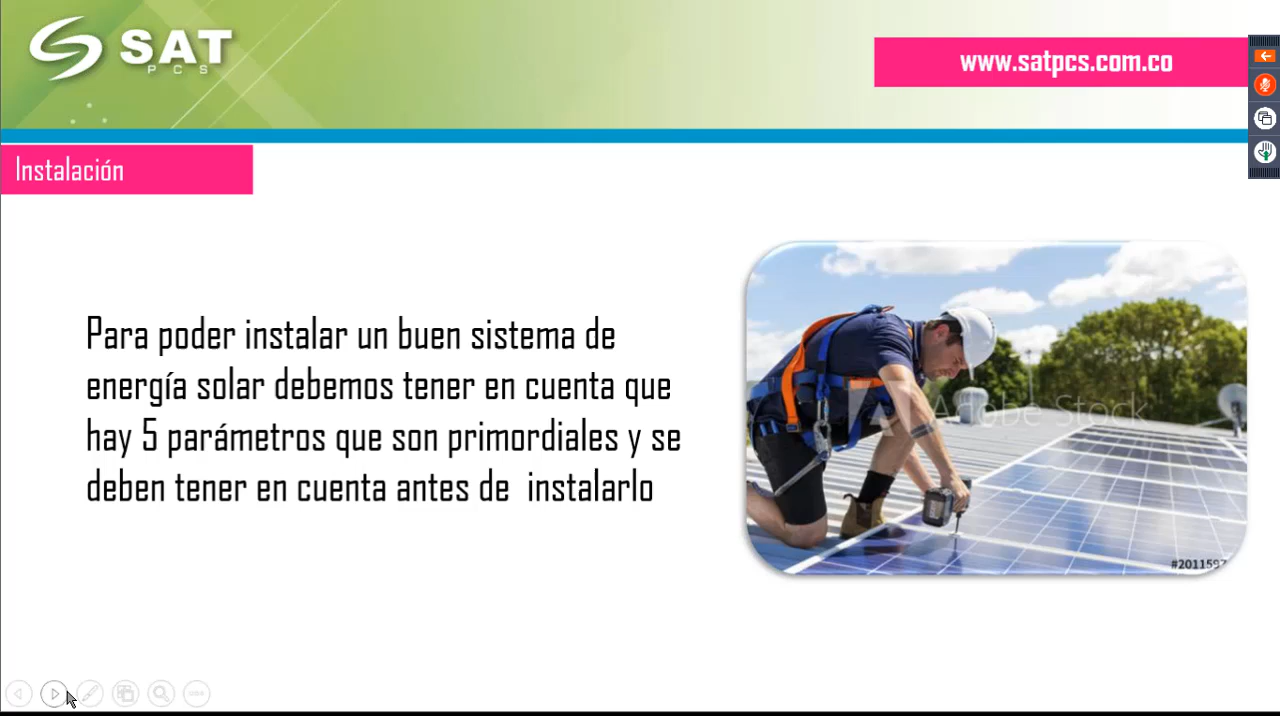 SAT
PCS
www.satpcs.com.co
Instalación
Para poder instalar un buen sistema de
energía solar debemos tener en cuenta que
hay 5 parámetros que son primordiales y se
deben tener en cuenta antes de instalarlo
Adobe Stock